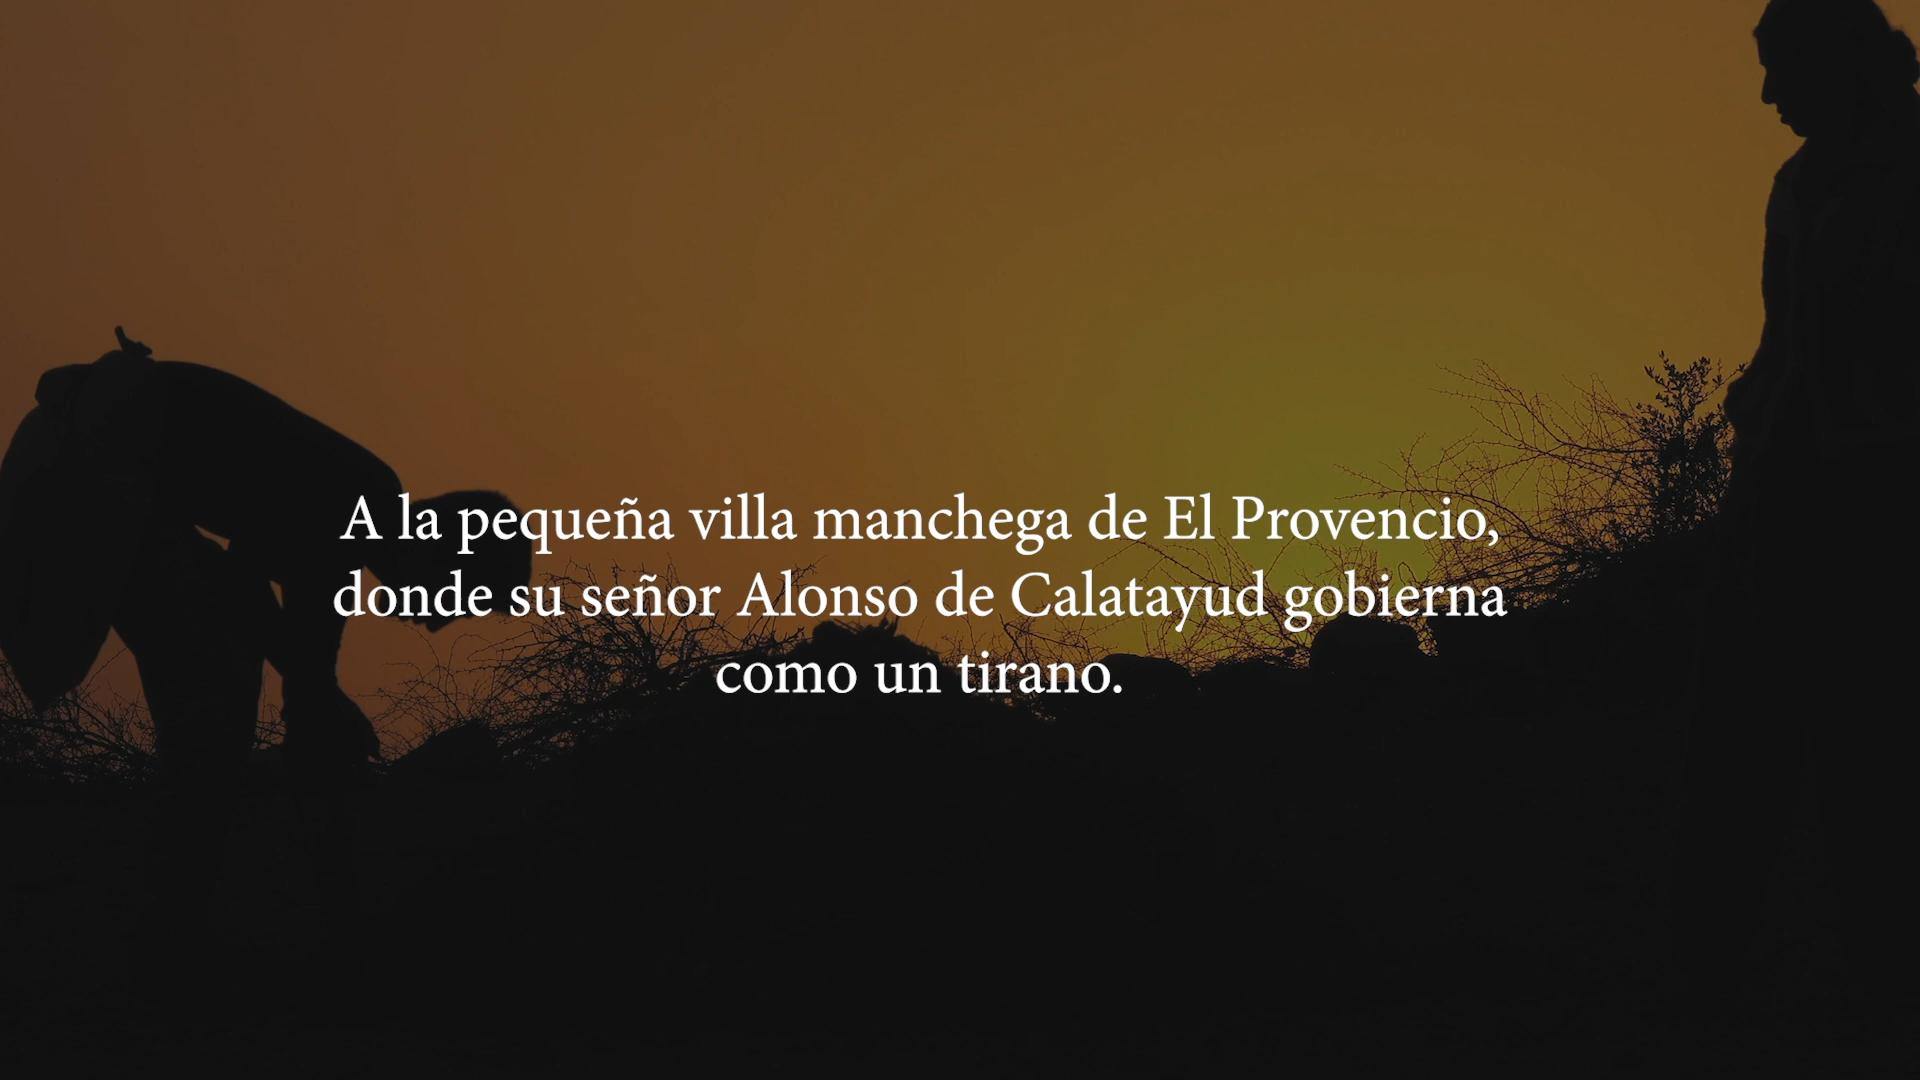 A la pequeña villa manchega de El Provencio,
donde su señor Alonso de Calatayud gobierna
como un tirano.